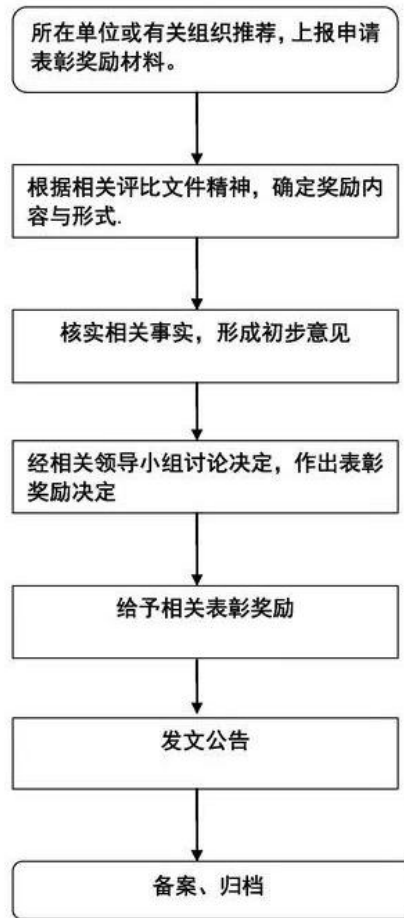 所在单位或有关组织推荐，上报申请
表彰奖励材料。
根据相关评比文件精神，确定奖励内
容与形式.
核实相关事实，形成初步意见
经相关领导小组讨论决定，作出表彰
奖励决定
给予相关表彰奖励
发文公告
备案、归档